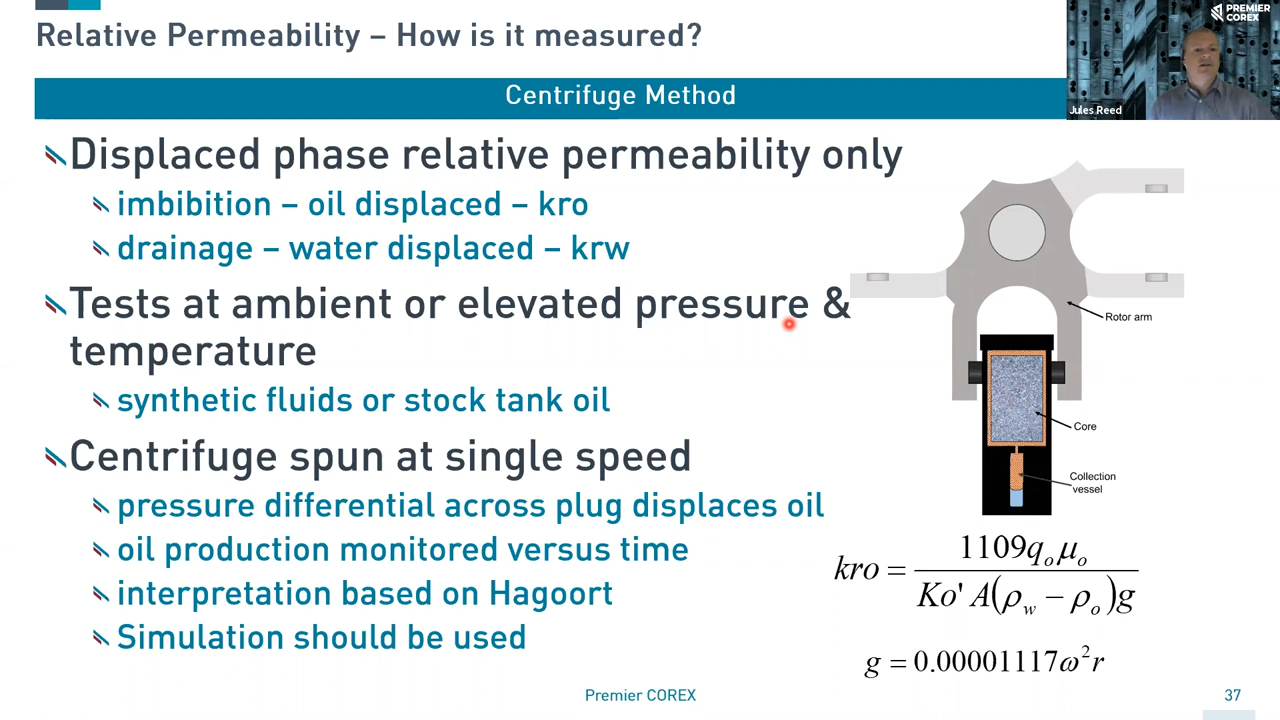 Relative Permeability – How is it measured?
PREMIER
COREX
Centrifuge Method
Jules Reed
Displaced phase relative permeability only
imbibition – oil displaced – kro
drainage – water displaced – krw
Tests at ambient or elevated pressure &
temperature
synthetic fluids or stock tank oil
Centrifuge spun at single speed
pressure differential across plug displaces oil
oil production monitored versus time
interpretation based on Hagoort
Simulation should be used
Rotor arm
Core
Collection
vessel
kro = 1109qₒμₒ / Ko' A(ρ_w − ρₒ)g
g = 0.00001117ω²r
Premier COREX
37